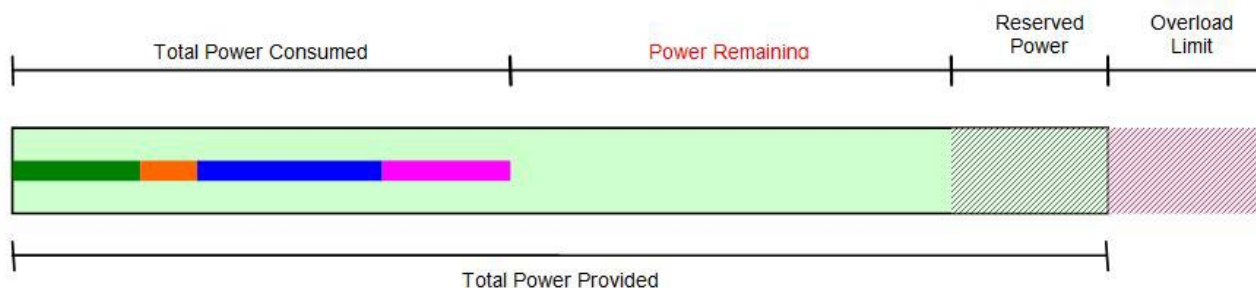 Reserved
Power
Overload
Limit
Total Power Consumed
Power Remaining
Total Power Provided